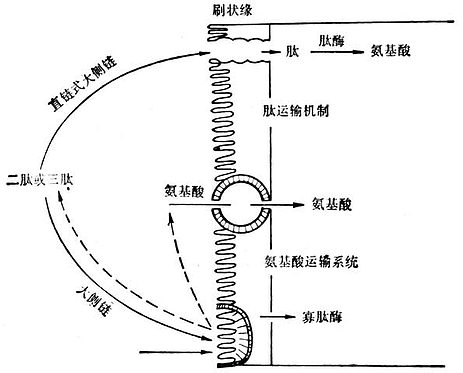 刷状缘
肽
肽酶
氨基酸
直链式大侧链
肽运输机制
二肽或三肽
氨基酸
氨基酸
氨基酸运输系统
大侧链
寡肽酶